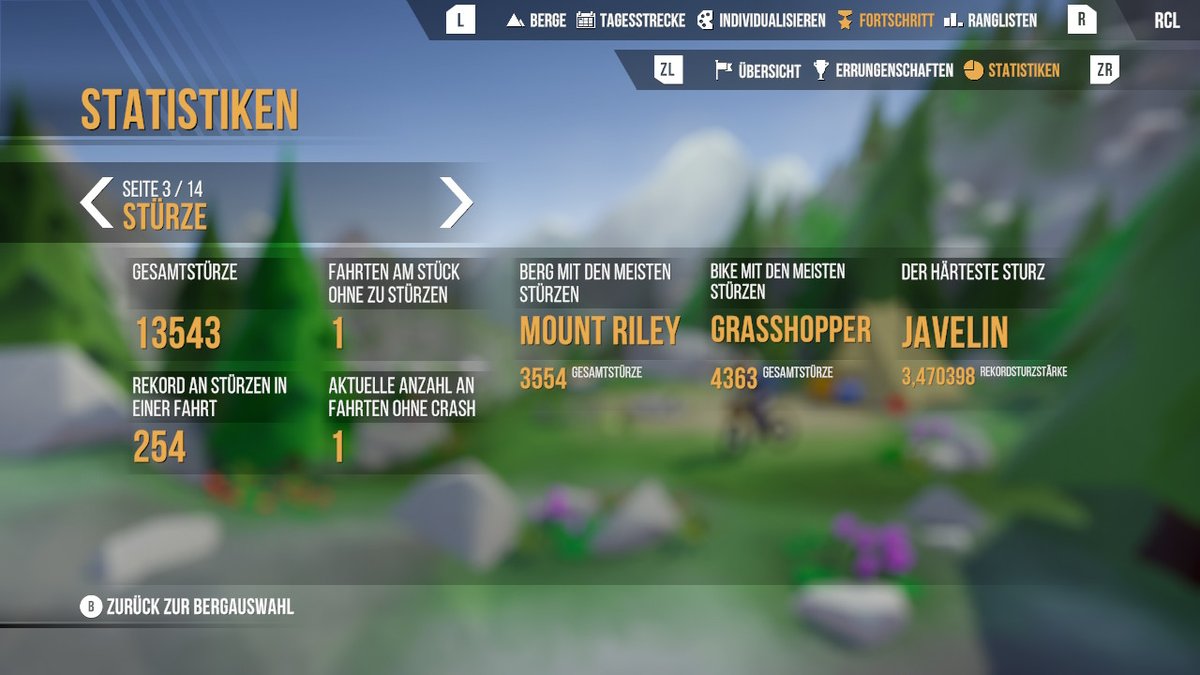 L BERGE TAGESSTRECKE INDIVIDUALISIEREN FORTSCHRITT RANGLISTEN R RCL
ZL ÜBERSICHT ERRUNGENSCHAFTEN STATISTIKEN ZR
STATISTIKEN
SEITE 3 / 14
STÜRZE
GESAMTSTÜRZE
13543
FAHRTEN AM STÜCK
OHNE ZU STÜRZEN
1
BERG MIT DEN MEISTEN
STÜRZEN
MOUNT RILEY
3554 GESAMTSTÜRZE
BIKE MIT DEN MEISTEN
STÜRZEN
GRASSHOPPER
4363 GESAMTSTÜRZE
DER HÄRTESTE STURZ
JAVELIN
3,470398 REKORDSTURZSTÄRKE
REKORD AN STÜRZEN IN
EINER FAHRT
254
AKTUELLE ANZAHL AN
FAHRTEN OHNE CRASH
1
B ZURÜCK ZUR BERGAUSWAHL